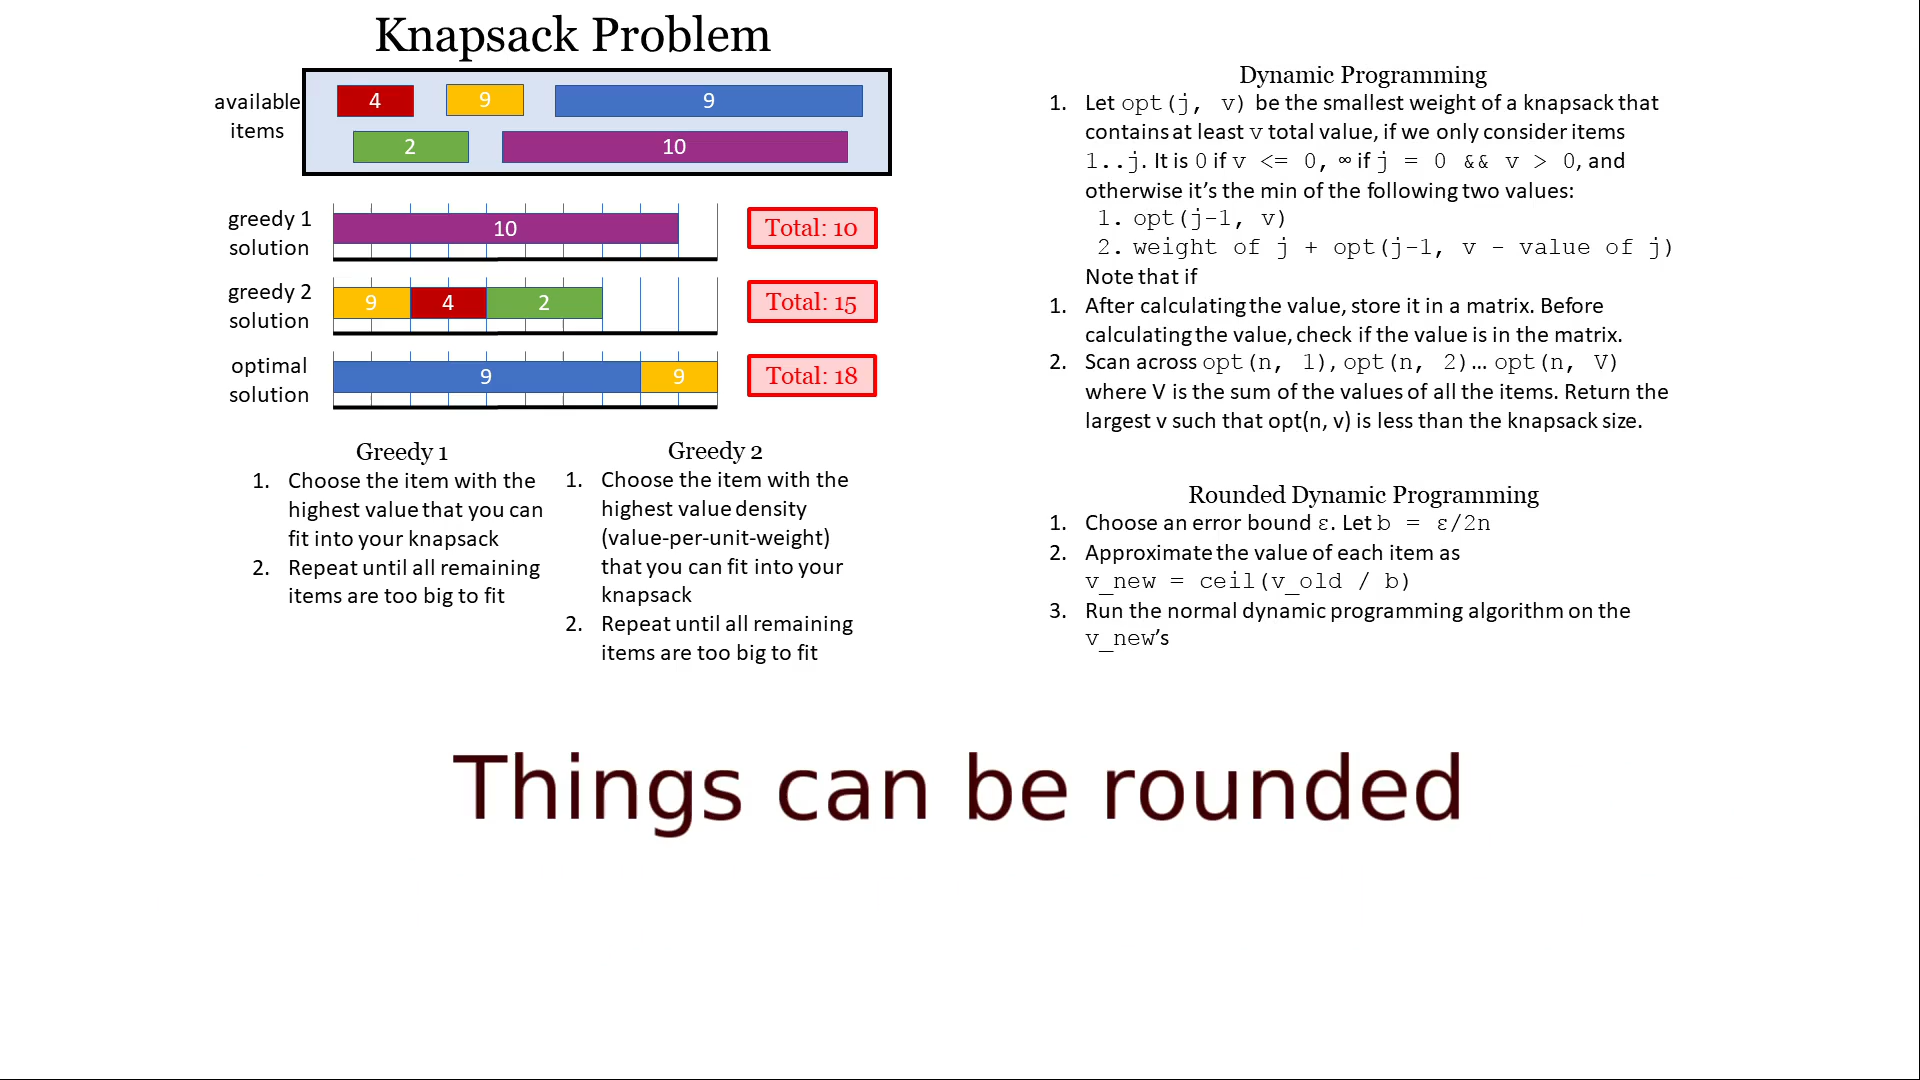 Knapsack Problem
available
items
4
9
9
2
10
greedy 1
solution
10
Total: 10
greedy 2
solution
9
4
2
Total: 15
optimal
solution
9
9
Total: 18
Greedy 1
1. Choose the item with the
highest value that you can
fit into your knapsack
2. Repeat until all remaining
items are too big to fit
Greedy 2
1. Choose the item with the
highest value density
(value-per-unit-weight)
that you can fit into your
knapsack
2. Repeat until all remaining
items are too big to fit
Dynamic Programming
1. Let opt(j, v) be the smallest weight of a knapsack that
contains at least v total value, if we only consider items
1..j. It is 0 if v <= 0, ∞ if j = 0 && v > 0, and
otherwise it’s the min of the following two values:
1. opt(j-1, v)
2. weight of j + opt(j-1, v - value of j)
Note that if
1. After calculating the value, store it in a matrix. Before
calculating the value, check if the value is in the matrix.
2. Scan across opt(n, 1), opt(n, 2)… opt(n, V)
where V is the sum of the values of all the items. Return the
largest v such that opt(n, v) is less than the knapsack size.
Rounded Dynamic Programming
1. Choose an error bound ε. Let b = ε/2n
2. Approximate the value of each item as
v_new = ceil(v_old / b)
3. Run the normal dynamic programming algorithm on the
v_new’s
Things can be rounded